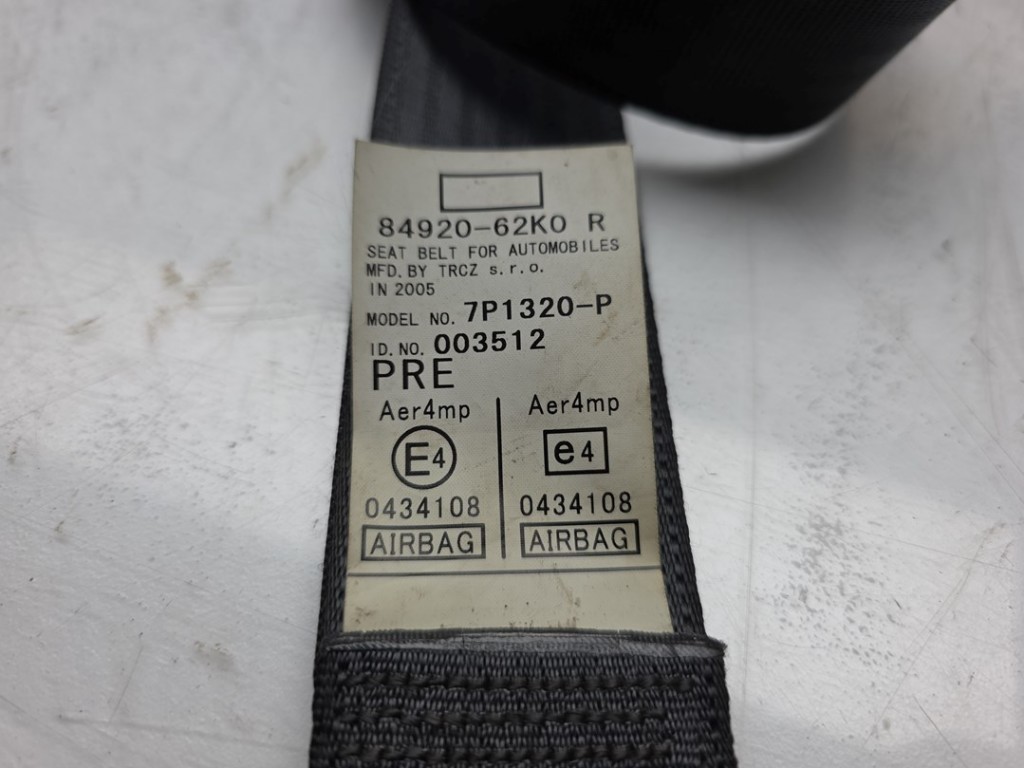 84920-62K0 R
SEAT BELT FOR AUTOMOBILES
MFD. BY TRCZ s.r.o.
IN 2005
MODEL NO. 7P1320-P
ID. NO. 003512
PRE
Aer4mp Aer4mp
E4 e4
0434108 0434108
AIRBAG AIRBAG